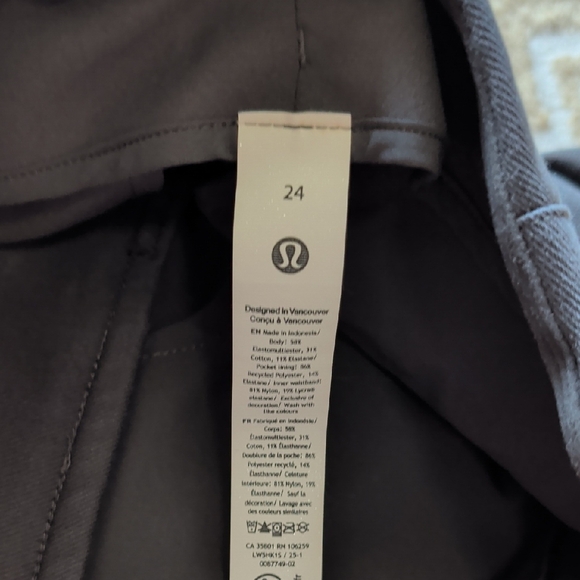 24
Designed in Vancouver
Conçu à Vancouver
EN Made in Indonesia/
Body: 58%
Elastomultiester, 31%
Cotton, 11% Elastane/
Pocket lining: 86%
Recycled Polyester, 14%
Elastane/ Inner waistband:
81% Nylon, 19% Lycra®
elastane/ Exclusive of
decoration/ Wash with
like colours
FR Fabriqué en Indonésie/
Corps: 58%
Élastomultiester, 31%
Coton, 11% Élasthanne/
Doublure de la poche: 86%
Polyester recyclé, 14%
Élasthanne/ Ceinture
intérieure: 81% Nylon, 19%
Élasthanne/ Sauf la
décoration/ Lavage avec
des couleurs similaires
CA 35801 RN 106259
LW5HK1S / 25-1
0087749-02